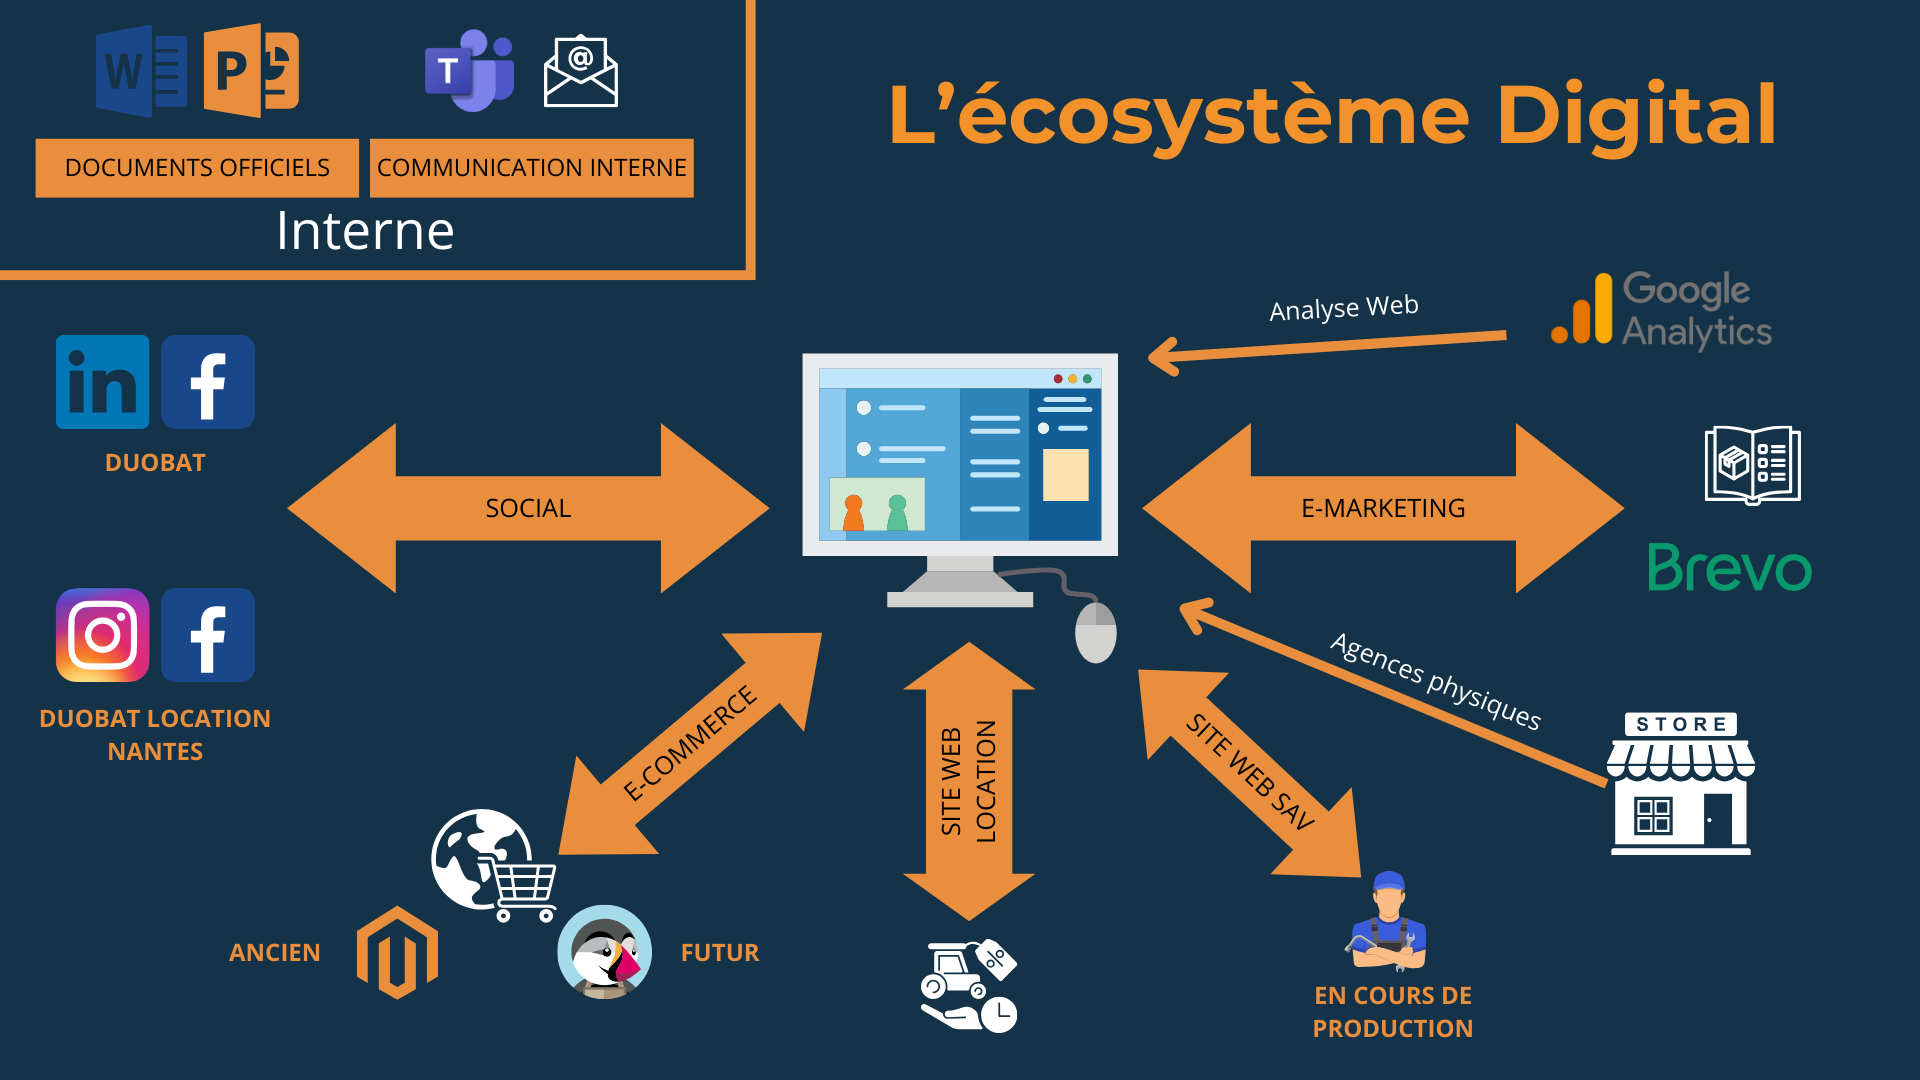 W
P
T
@
DOCUMENTS OFFICIELS
COMMUNICATION INTERNE
Interne
L’écosystème Digital
Analyse Web
Google
Analytics
in
f
DUOBAT
SOCIAL
E-MARKETING
Brevo
f
DUOBAT LOCATION
NANTES
E-COMMERCE
SITE WEB
LOCATION
SITE WEB SAV
Agences physiques
STORE
ANCIEN
FUTUR
%
EN COURS DE
PRODUCTION